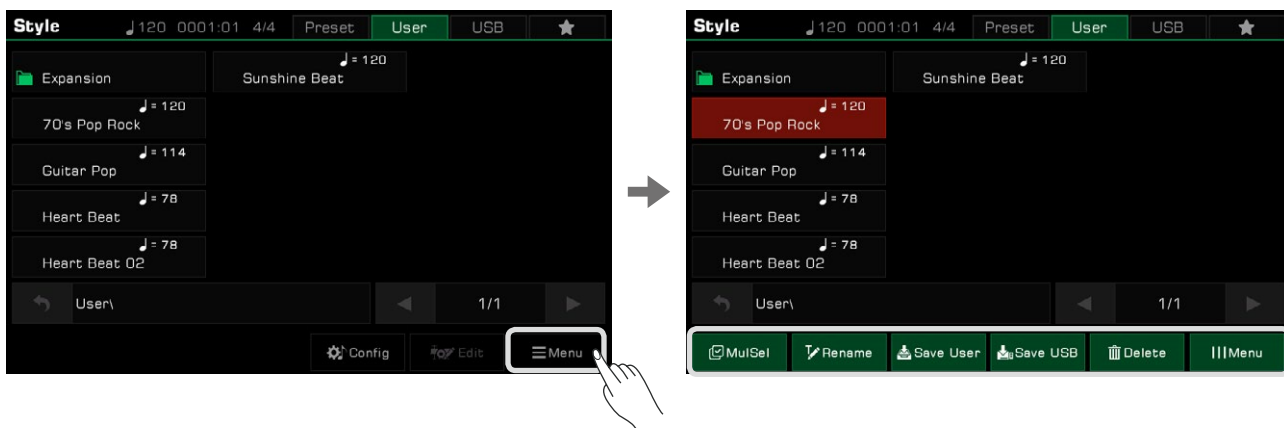 Style ♩120 0001:01 4/4 Preset User USB ★
Expansion
♩= 120
Sunshine Beat
♩= 120
70's Pop Rock
♩= 114
Guitar Pop
♩= 78
Heart Beat
♩= 78
Heart Beat 02
User\ 1/1
Config Edit Menu
Style ♩120 0001:01 4/4 Preset User USB ★
Expansion
♩= 120
Sunshine Beat
♩= 120
70's Pop Rock
♩= 114
Guitar Pop
♩= 78
Heart Beat
♩= 78
Heart Beat 02
User\ 1/1
MulSel Rename Save User Save USB Delete Menu